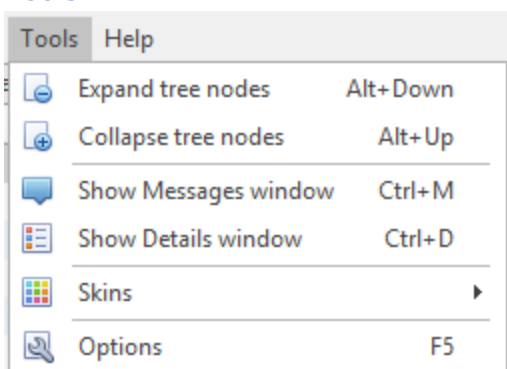 Tools Help
Expand tree nodes Alt+Down
Collapse tree nodes Alt+Up
Show Messages window Ctrl+M
Show Details window Ctrl+D
Skins
Options F5